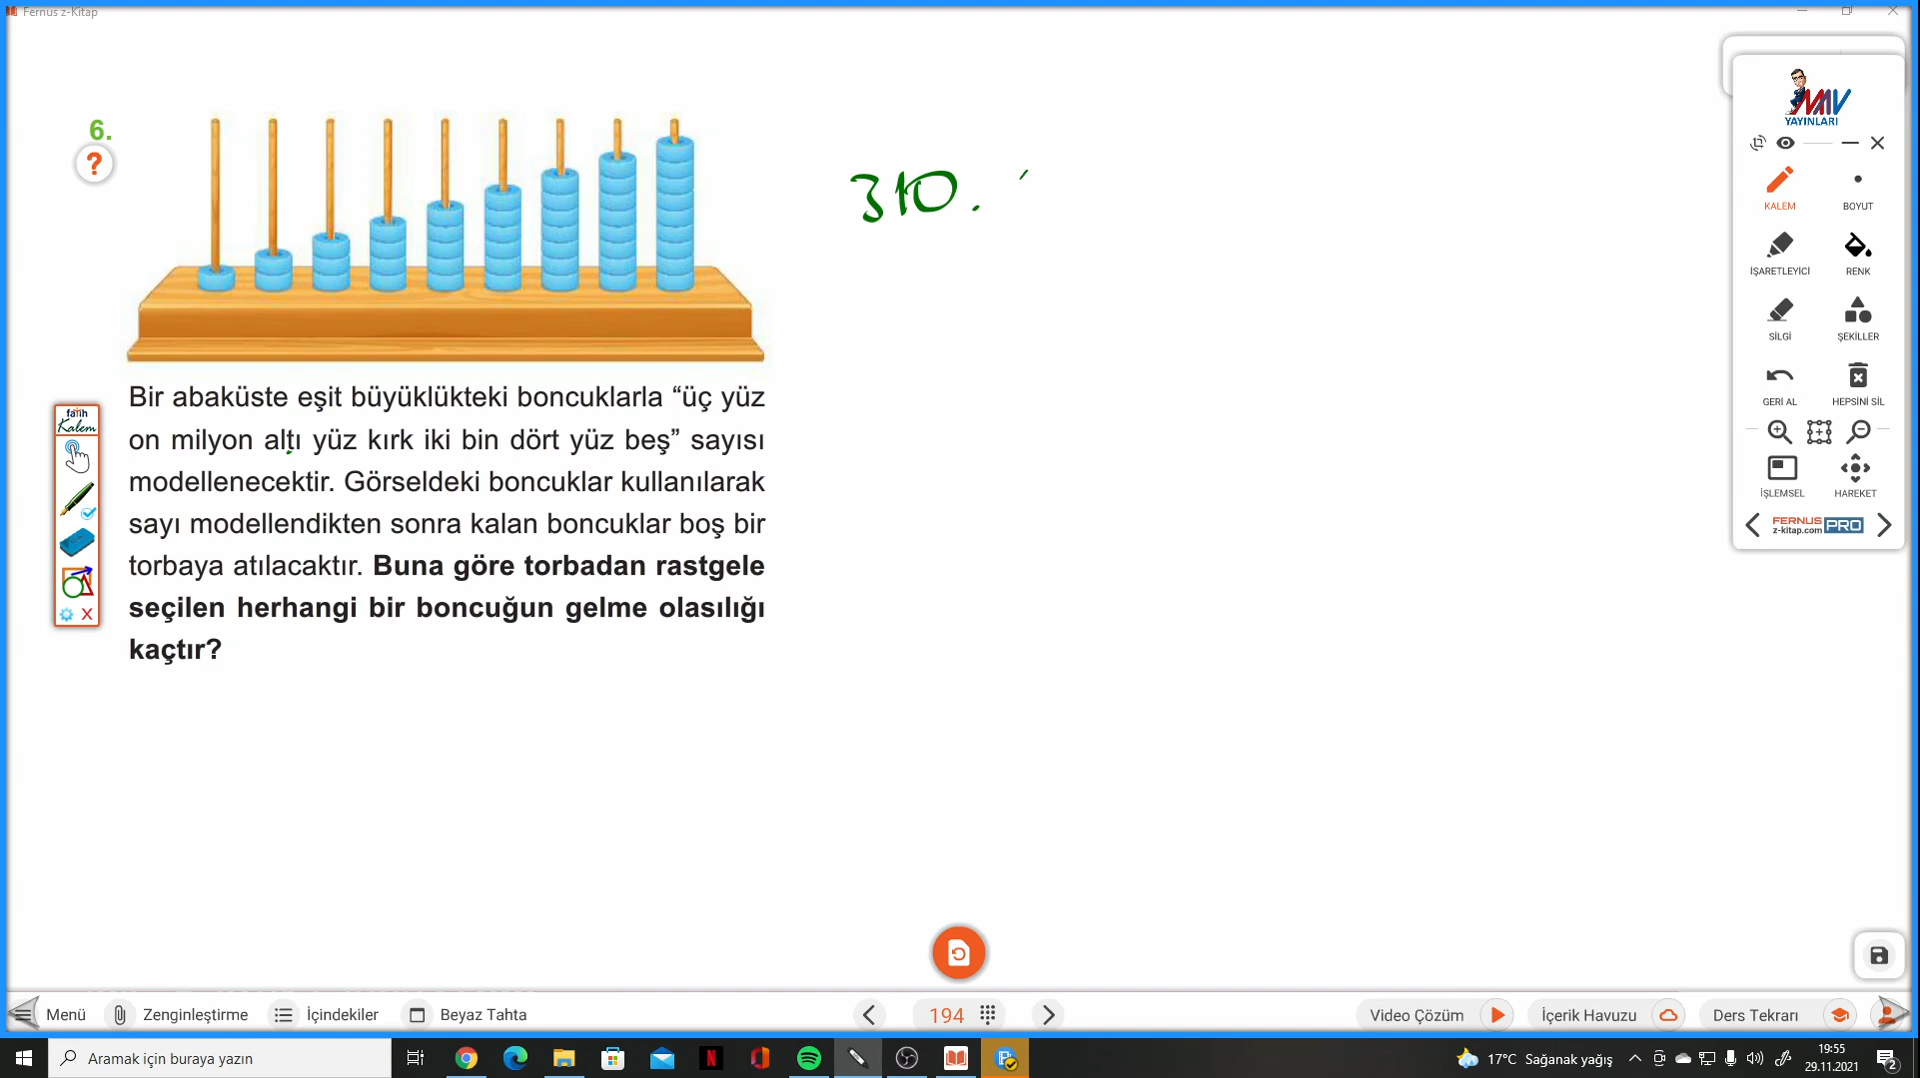 Fernus z-Kitap
6.
?
310.
Bir abaküste eşit büyüklükteki boncuklarla “üç yüz
on milyon altı yüz kırk iki bin dört yüz beş” sayısı
modellenecektir. Görseldeki boncuklar kullanılarak
sayı modellendikten sonra kalan boncuklar boş bir
torbaya atılacaktır. Buna göre torbadan rastgele
seçilen herhangi bir boncuğun gelme olasılığı
kaçtır?
fatih
Kalem
X
YAYINLARI
KALEM
BOYUT
İŞARETLEYİCİ
RENK
SİLGİ
ŞEKİLLER
GERİ AL
HEPSİNİ SİL
İŞLEMSEL
HAREKET
FERNUS
z-kitap.com
PRO
Menü
Zenginleştirme
İçindekiler
Beyaz Tahta
194
Video Çözüm
İçerik Havuzu
Ders Tekrarı
Aramak için buraya yazın
17°C Sağanak yağış
19:55
29.11.2021
2